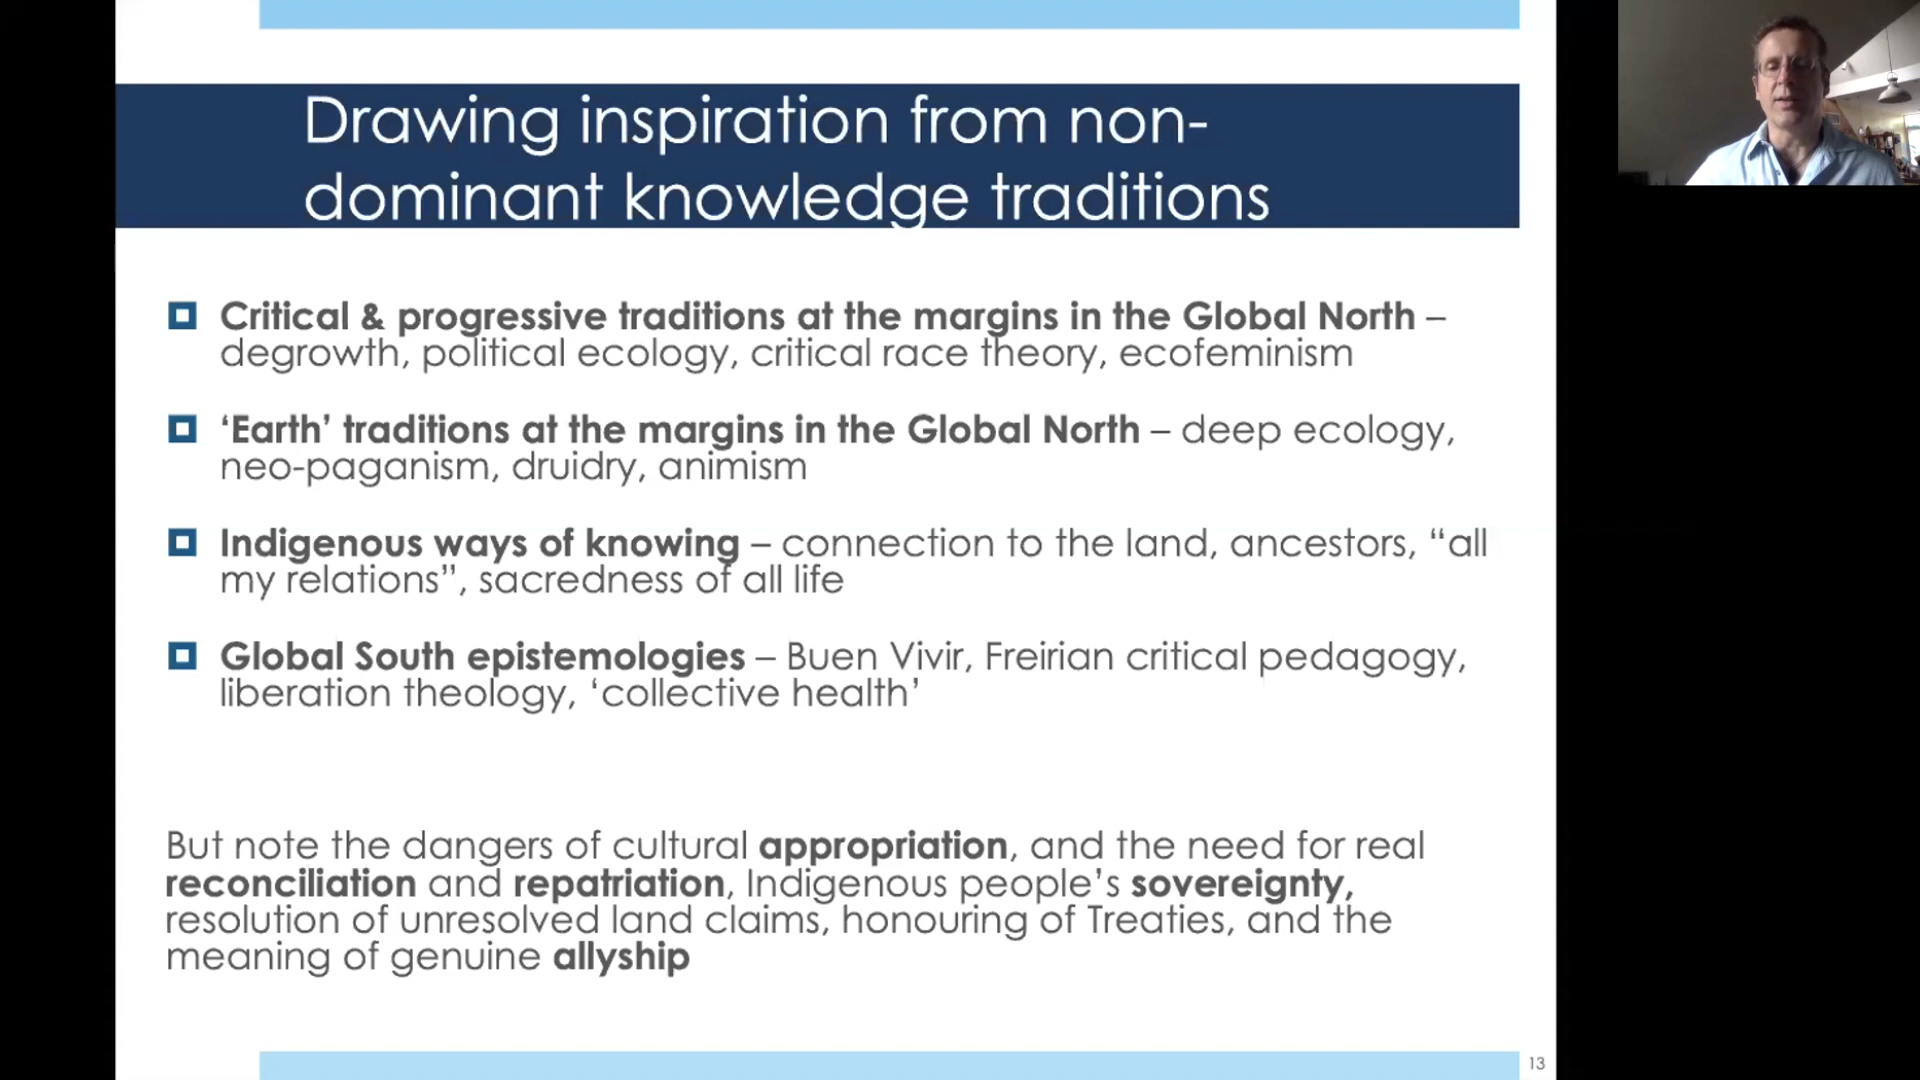 Drawing inspiration from non-
dominant knowledge traditions
Critical & progressive traditions at the margins in the Global North –
degrowth, political ecology, critical race theory, ecofeminism
‘Earth’ traditions at the margins in the Global North – deep ecology,
neo-paganism, druidry, animism
Indigenous ways of knowing – connection to the land, ancestors, “all
my relations”, sacredness of all life
Global South epistemologies – Buen Vivir, Freirian critical pedagogy,
liberation theology, ‘collective health’
But note the dangers of cultural appropriation, and the need for real
reconciliation and repatriation, Indigenous people’s sovereignty,
resolution of unresolved land claims, honouring of Treaties, and the
meaning of genuine allyship
13